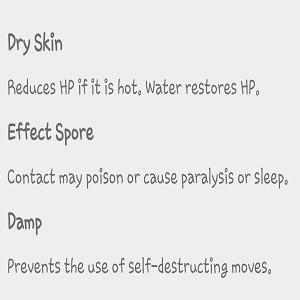 Dry Skin
Reduces HP if it is hot. Water restores HP.
Effect Spore
Contact may poison or cause paralysis or sleep.
Damp
Prevents the use of self-destructing moves.